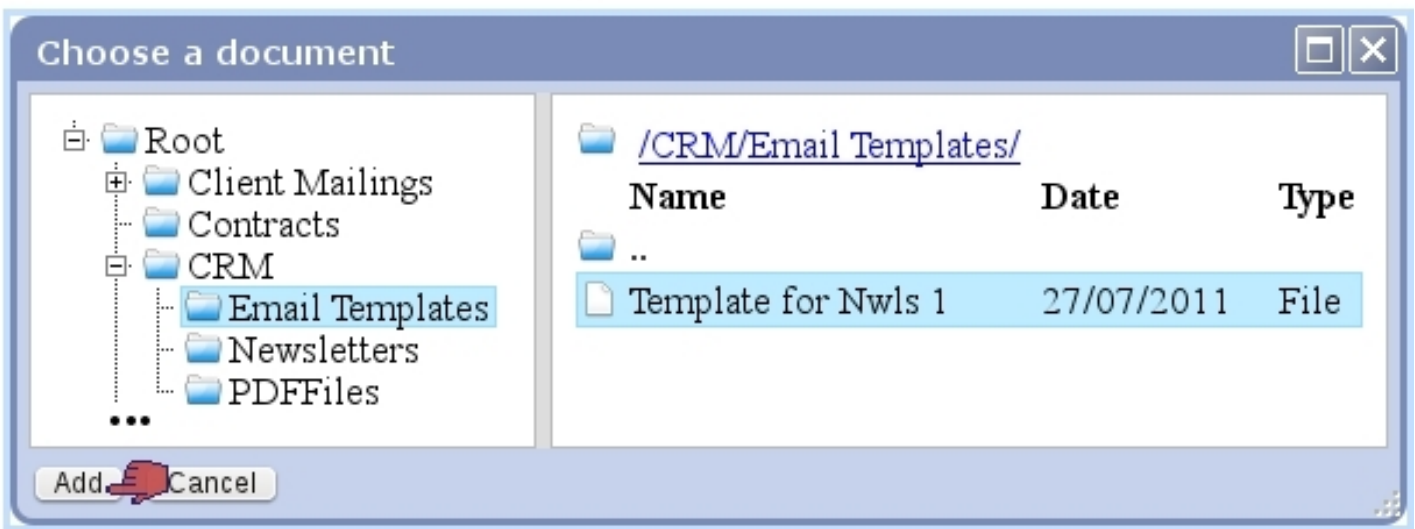 Choose a document
Root
Client Mailings
Contracts
CRM
Email Templates
Newsletters
PDFFiles
•••
/CRM/Email Templates/
Name Date Type
..
Template for Nwls 1 27/07/2011 File
Add Cancel